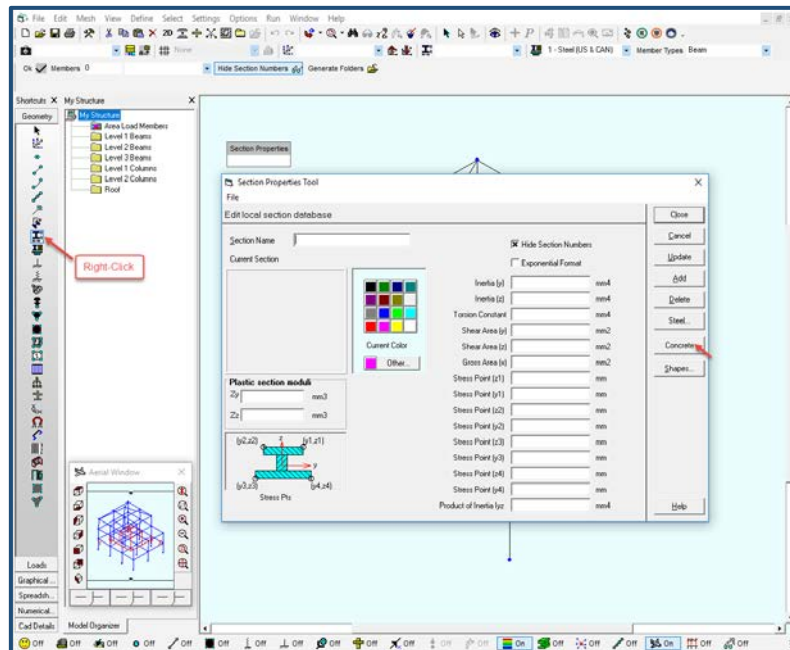 File Edit Mesh View Define Select Settings Options Run Window Help
2D
None
1 - Steel (US & CAN) Member Types Beam
Ok Members 0 Hide Section Numbers Generate Folders
Shortcuts X My Structure X
Geometry
My Structure
Area Load Members
Level 1 Beams
Level 2 Beams
Level 3 Beams
Level 1 Columns
Level 2 Columns
Roof
Right-Click
Section Properties
Section Properties Tool
File
Edit local section database
Section Name
Current Section
Current Color
Other...
Plastic section moduli
Zy mm3
Zz mm3
(y2,z2) z (y1,z1)
y
(y3,z3) (y4,z4)
Stress Pts
Hide Section Numbers
Exponential Format
Inertia (y) mm4
Inertia (z) mm4
Torsion Constant mm4
Shear Area (y) mm2
Shear Area (z) mm2
Gross Area (x) mm2
Stress Point (z1) mm
Stress Point (y1) mm
Stress Point (z2) mm
Stress Point (y2) mm
Stress Point (z3) mm
Stress Point (y3) mm
Stress Point (z4) mm
Stress Point (y4) mm
Product of Inertia Iyz mm4
Close
Cancel
Update
Add
Delete
Steel...
Concrete
Shapes...
Help
Aerial Window
Loads
Graphical ...
Spreadsh...
Numerical...
Cad Details
Model Organizer
Off Off Off Off Off Off Off Off Off Off Off Off Off On Off Off Off On Off Off